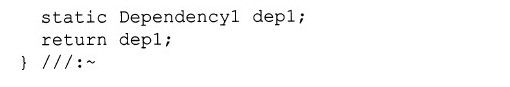 static Dependency1 dep1;
return dep1;
} ///:~